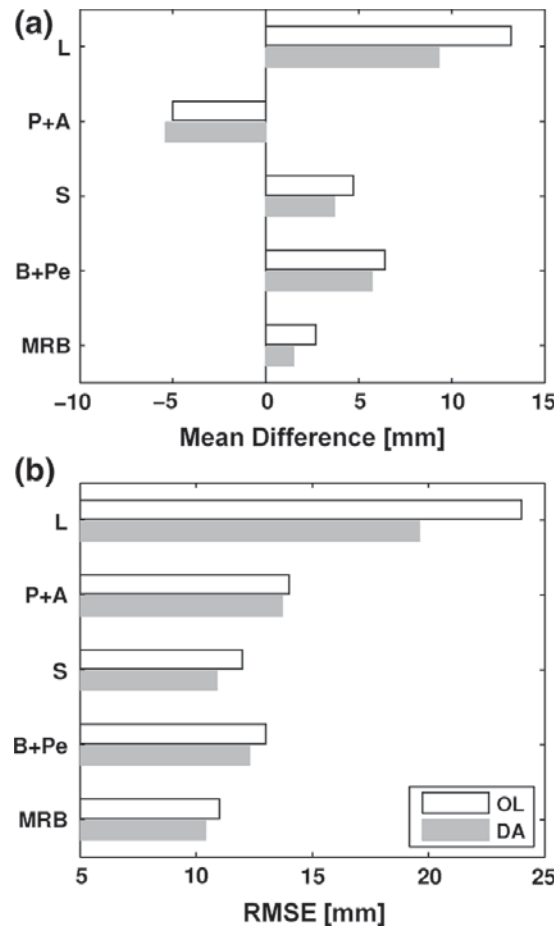 (a)
L
P+A
S
B+Pe
MRB
−10 −5 0 5 10 15
Mean Difference [mm]
(b)
L
P+A
S
B+Pe
MRB
OL
DA
5 10 15 20 25
RMSE [mm]